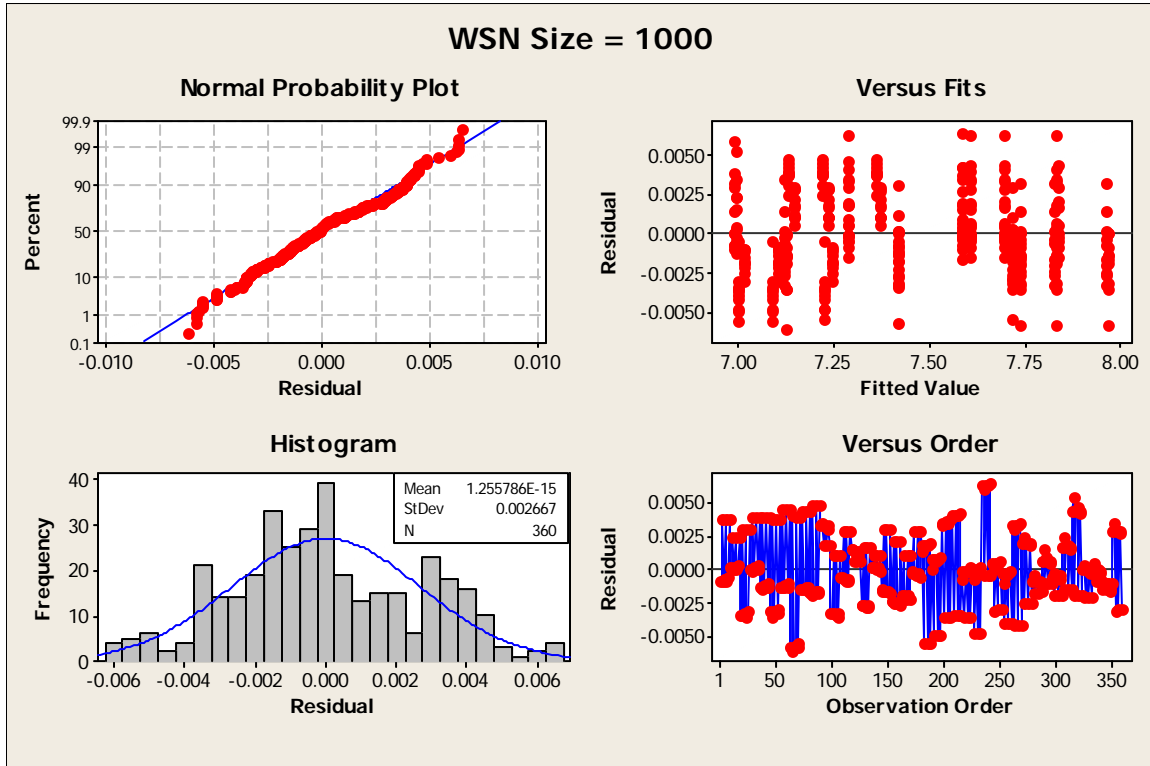 WSN Size = 1000
Normal Probability Plot
99.9
99
90
50
10
1
0.1
Percent
-0.010 -0.005 0.000 0.005 0.010
Residual
Versus Fits
0.0050
0.0025
0.0000
-0.0025
-0.0050
Residual
7.00 7.25 7.50 7.75 8.00
Fitted Value
Histogram
40
30
20
10
0
Frequency
Mean 1.255786E-15
StDev 0.002667
N 360
-0.006 -0.004 -0.002 0.000 0.002 0.004 0.006
Residual
Versus Order
0.0050
0.0025
0.0000
-0.0025
-0.0050
Residual
1 50 100 150 200 250 300 350
Observation Order